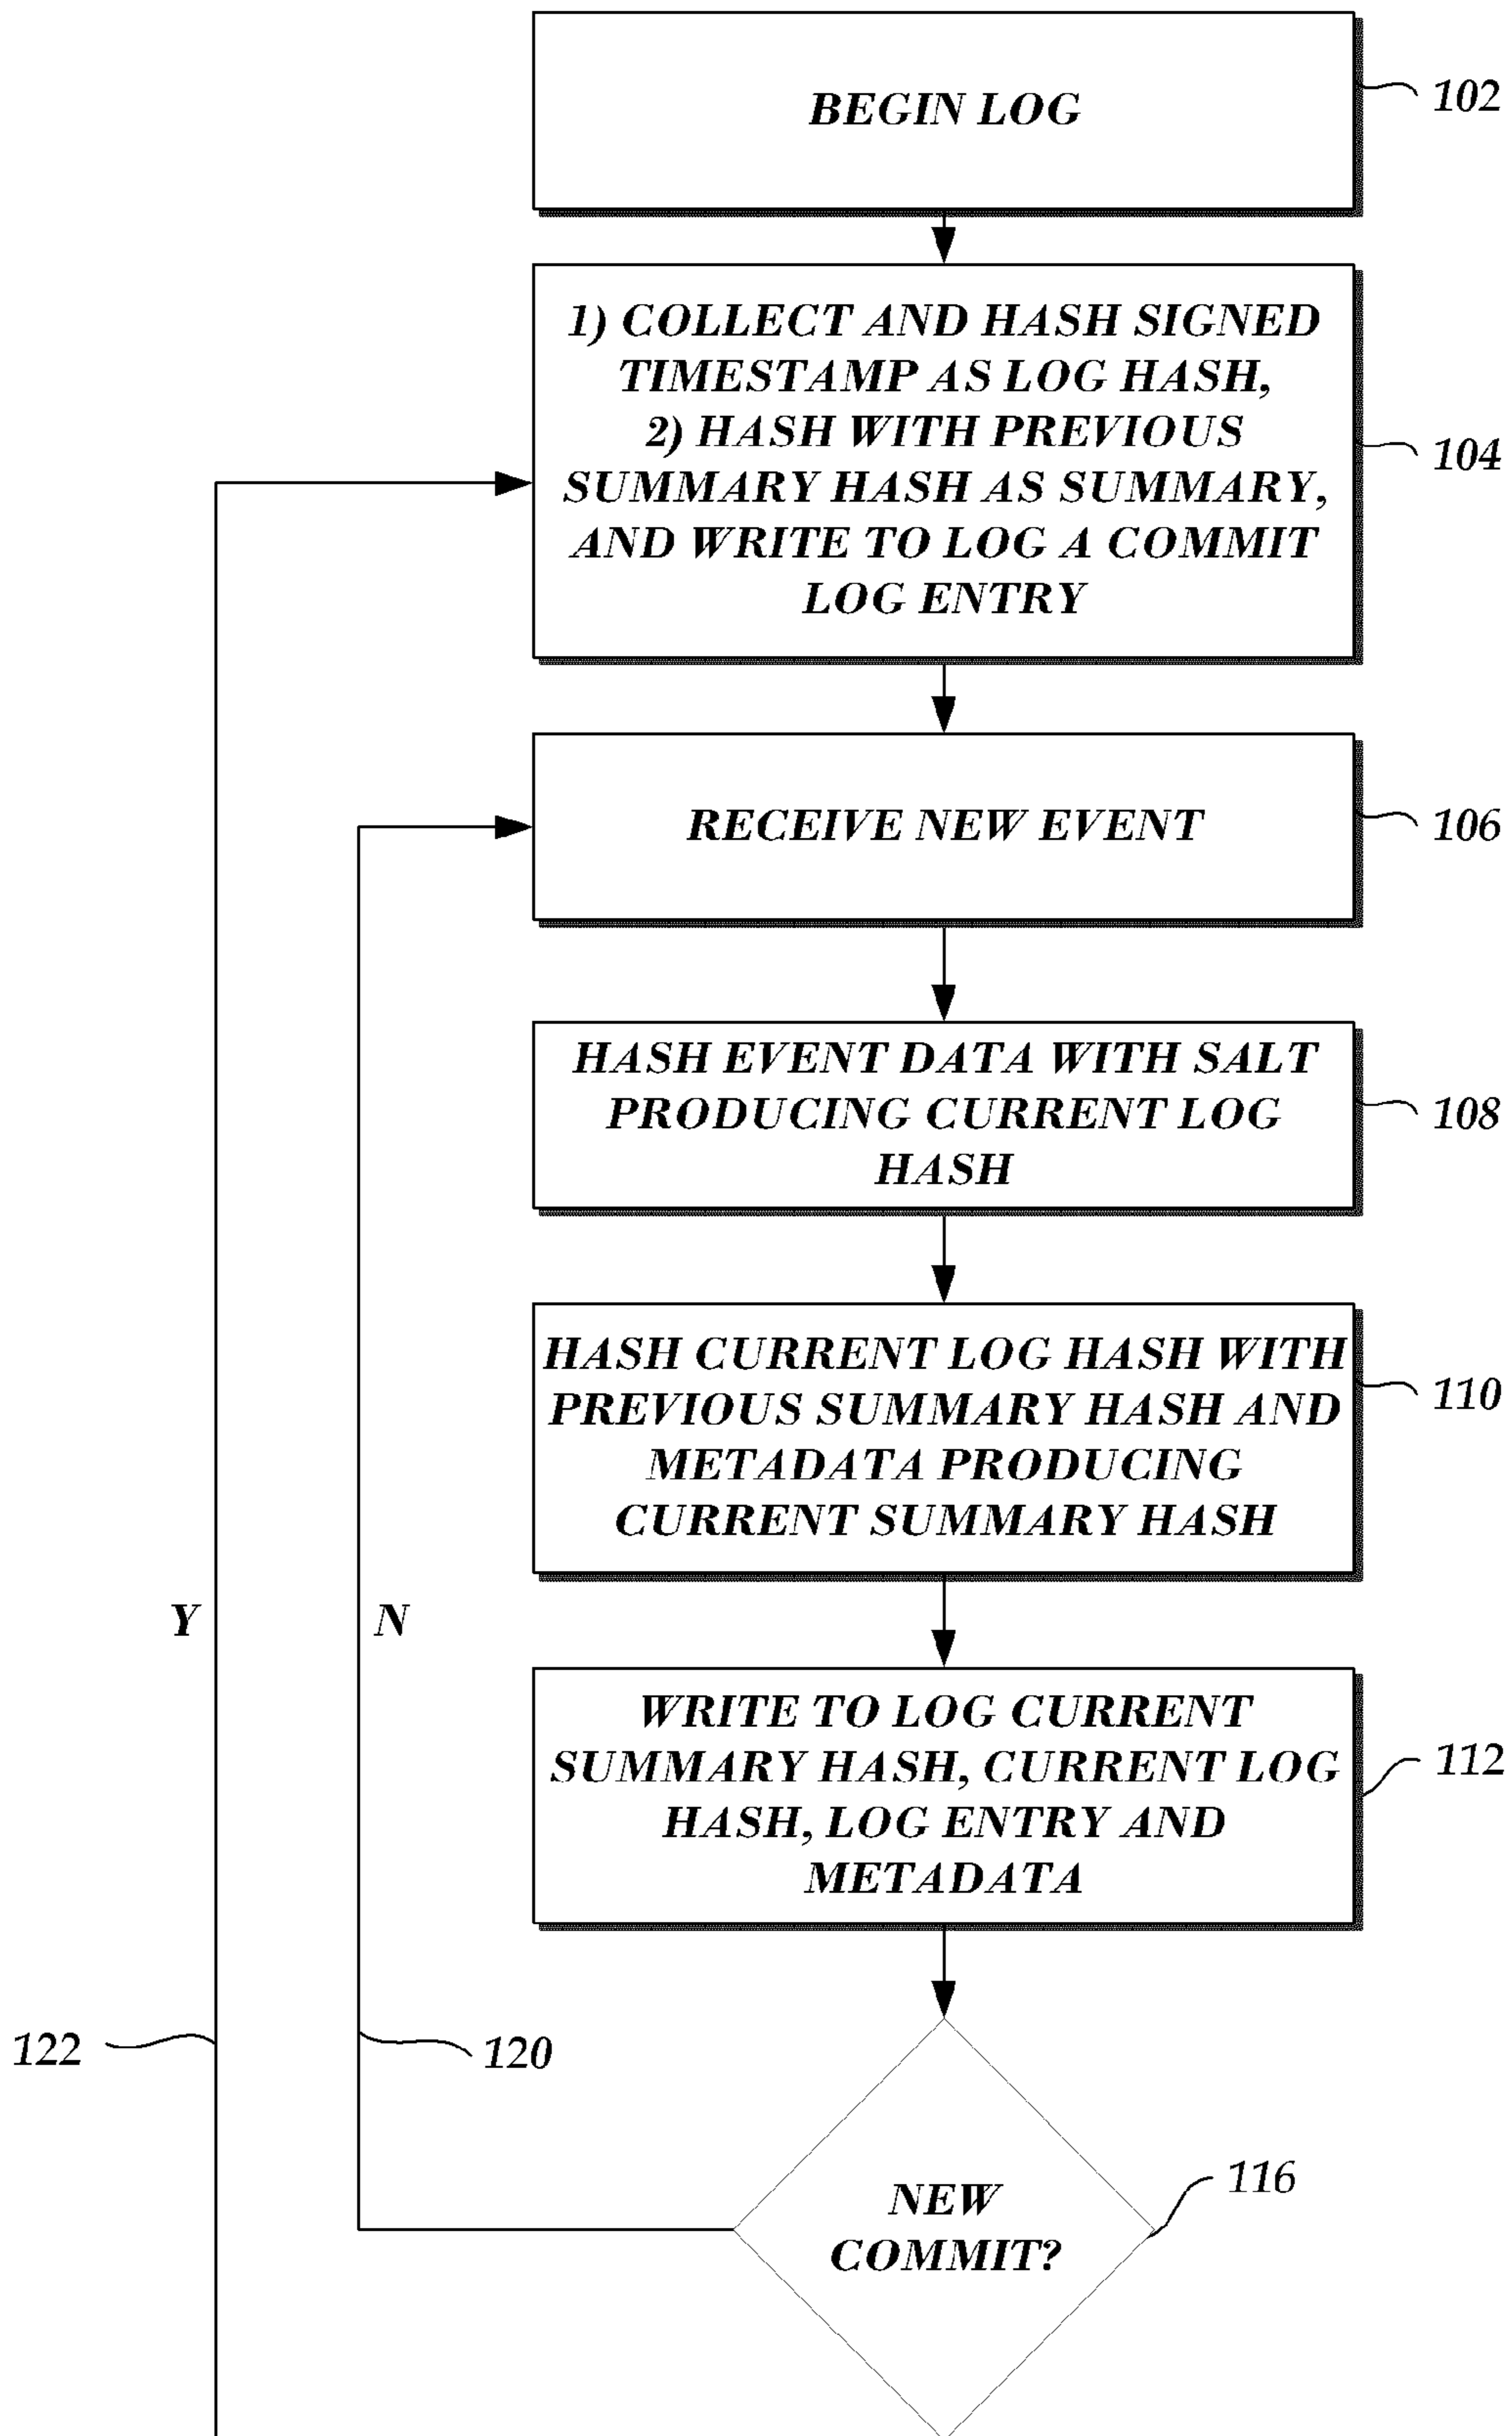 BEGIN LOG
102
1) COLLECT AND HASH SIGNED
TIMESTAMP AS LOG HASH,
2) HASH WITH PREVIOUS
SUMMARY HASH AS SUMMARY,
AND WRITE TO LOG A COMMIT
LOG ENTRY
104
RECEIVE NEW EVENT
106
HASH EVENT DATA WITH SALT
PRODUCING CURRENT LOG
HASH
108
HASH CURRENT LOG HASH WITH
PREVIOUS SUMMARY HASH AND
METADATA PRODUCING
CURRENT SUMMARY HASH
110
Y
N
WRITE TO LOG CURRENT
SUMMARY HASH, CURRENT LOG
HASH, LOG ENTRY AND
METADATA
112
122
120
NEW
COMMIT?
116